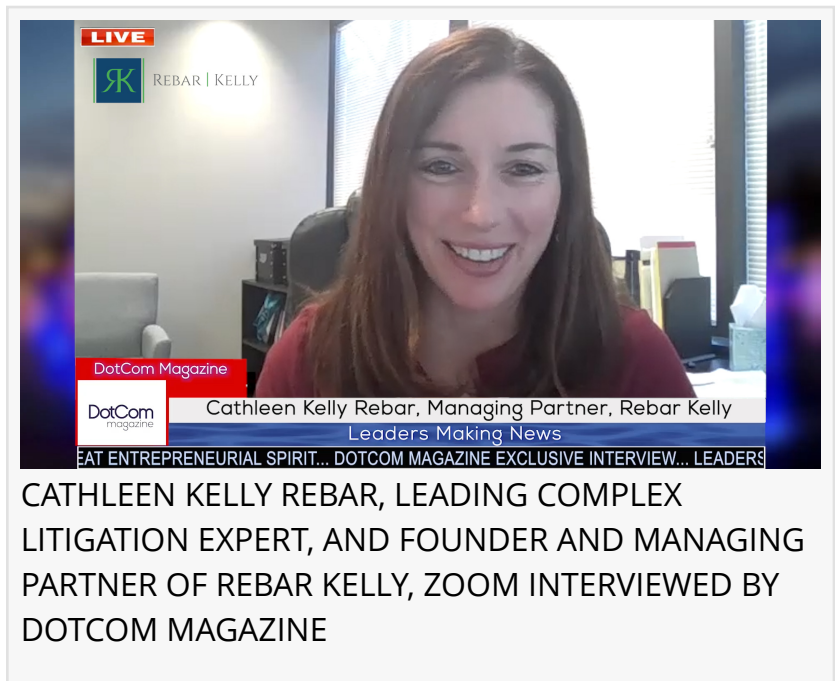 LIVE
RK REBAR | KELLY
DotCom Magazine
DotCom
magazine
Cathleen Kelly Rebar, Managing Partner, Rebar Kelly
Leaders Making News
EAT ENTREPRENEURIAL SPIRIT... DOTCOM MAGAZINE EXCLUSIVE INTERVIEW... LEADERS
CATHLEEN KELLY REBAR, LEADING COMPLEX
LITIGATION EXPERT, AND FOUNDER AND MANAGING
PARTNER OF REBAR KELLY, ZOOM INTERVIEWED BY
DOTCOM MAGAZINE